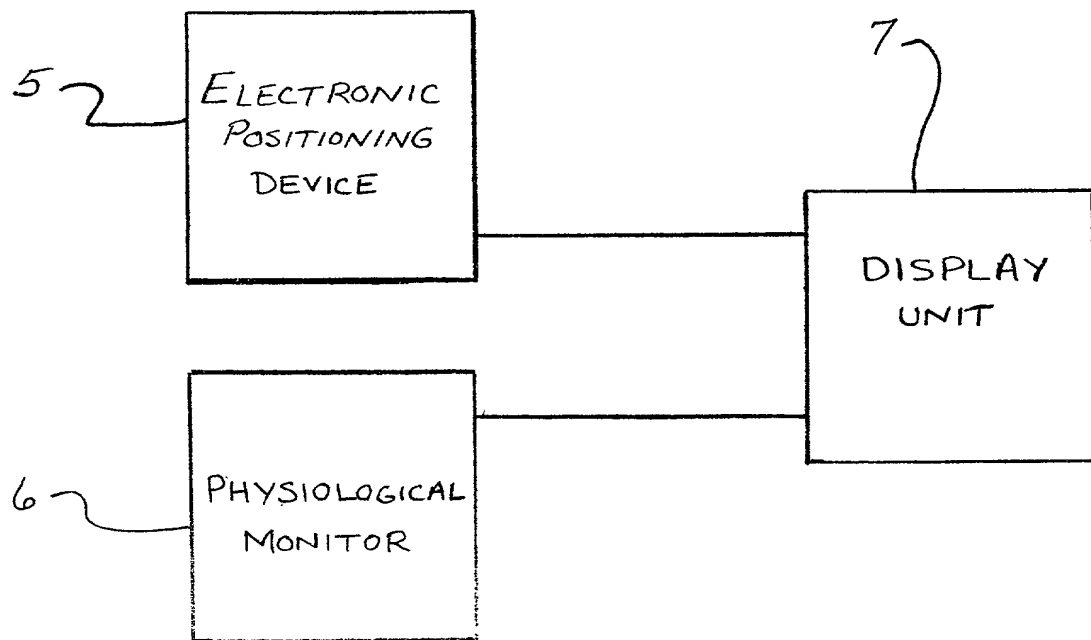 5
ELECTRONIC
POSITIONING
DEVICE
7
DISPLAY
UNIT
6
PHYSIOLOGICAL
MONITOR